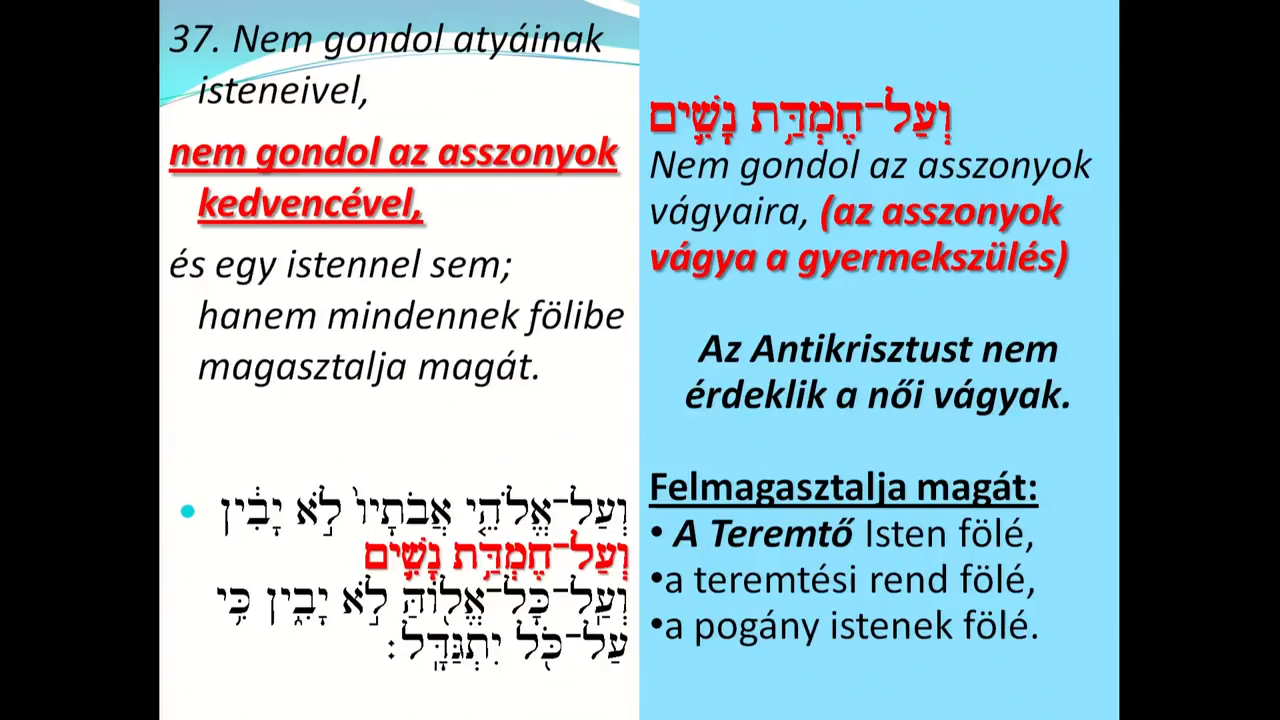 37. Nem gondol atyáinak
isteneivel,
nem gondol az asszonyok
kedvencével,
és egy istennel sem;
hanem mindennek fölibe
magasztalja magát.
• וְעַל־אֱלֹהֵ֤י אֲבֹתָיו֙ לֹ֣א יָבִ֔ין
וְעַל־חֶמְדַּ֥ת נָשִׁ֛ים
וְעַֽל־כָּל־אֱל֖וֹהַּ לֹ֣א יָבִ֑ין כִּ֥י
עַל־כֹּ֖ל יִתְגַּדָּֽל׃
וְעַל־חֶמְדַּ֥ת נָשִׁ֛ים
Nem gondol az asszonyok
vágyaira, (az asszonyok
vágya a gyermekszülés)
Az Antikrisztust nem
érdeklik a női vágyak.
Felmagasztalja magát:
• A Teremtő Isten fölé,
•a teremtési rend fölé,
•a pogány istenek fölé.